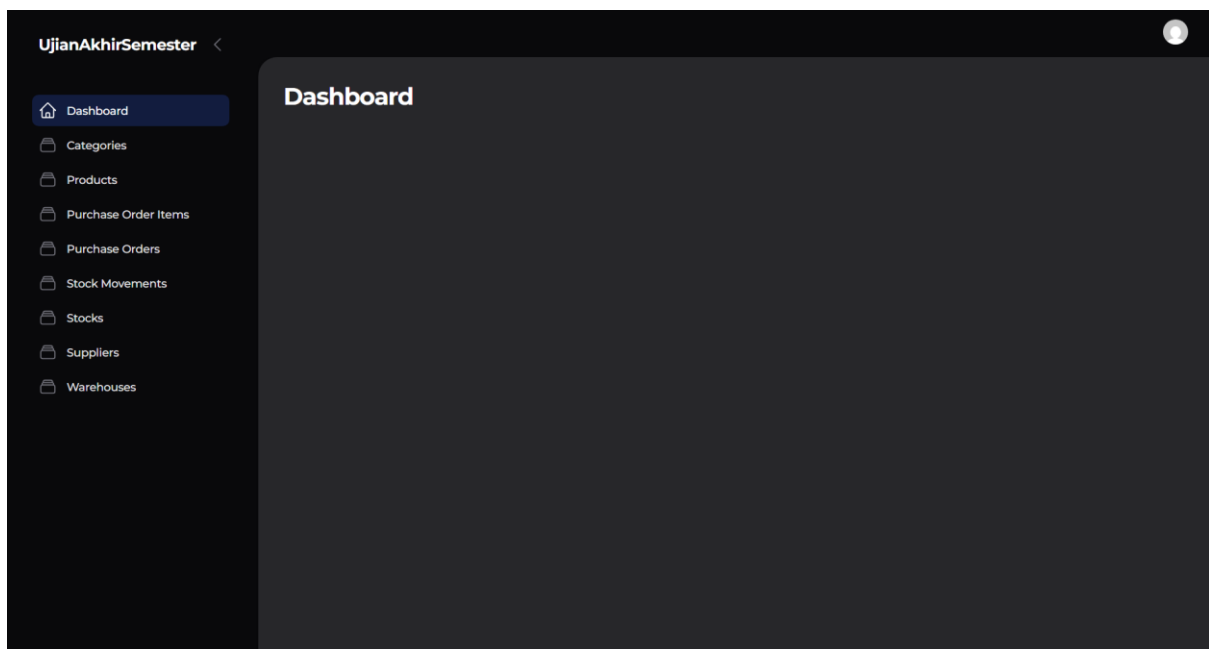 UjianAkhirSemester
Dashboard
Dashboard
Categories
Products
Purchase Order Items
Purchase Orders
Stock Movements
Stocks
Suppliers
Warehouses